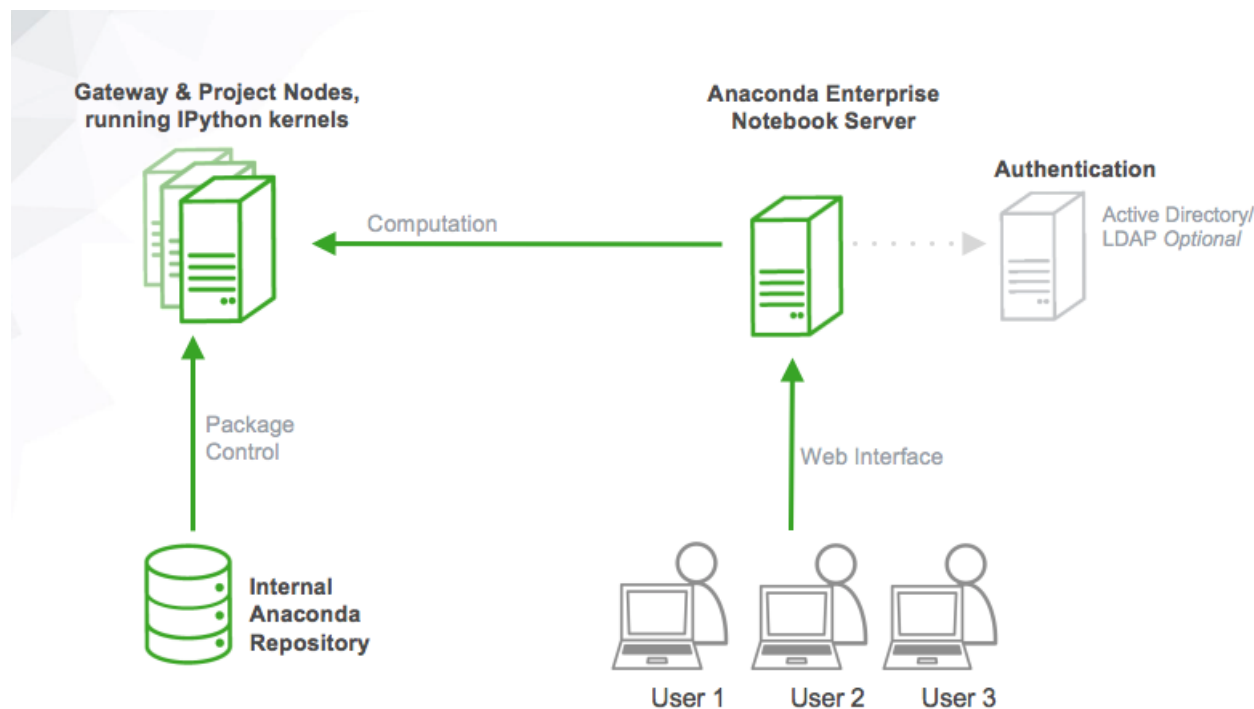 Gateway & Project Nodes,
running IPython kernels
Anaconda Enterprise
Notebook Server
Authentication
Active Directory/
LDAP Optional
Computation
Package
Control
Web Interface
Internal
Anaconda
Repository
User 1
User 2
User 3